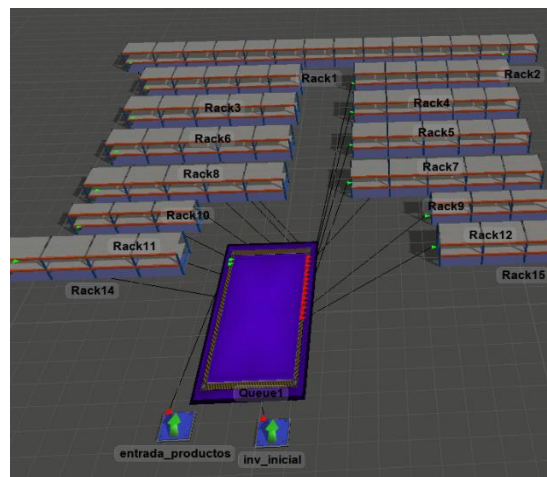 Rack1
Rack2
Rack3
Rack4
Rack6
Rack5
Rack8
Rack7
Rack10
Rack9
Rack11
Rack12
Rack14
Rack15
Queue1
entrada_productos
inv_inicial